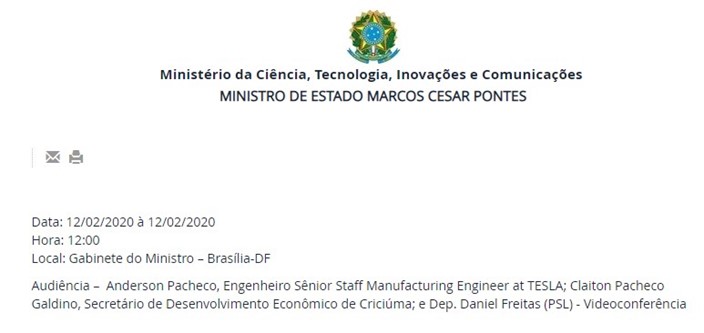 Ministério da Ciência, Tecnologia, Inovações e Comunicações
MINISTRO DE ESTADO MARCOS CESAR PONTES
Data: 12/02/2020 à 12/02/2020
Hora: 12:00
Local: Gabinete do Ministro – Brasília-DF
Audiência – Anderson Pacheco, Engenheiro Sênior Staff Manufacturing Engineer at TESLA; Claiton Pacheco
Galdino, Secretário de Desenvolvimento Econômico de Criciúma; e Dep. Daniel Freitas (PSL) - Videoconferência